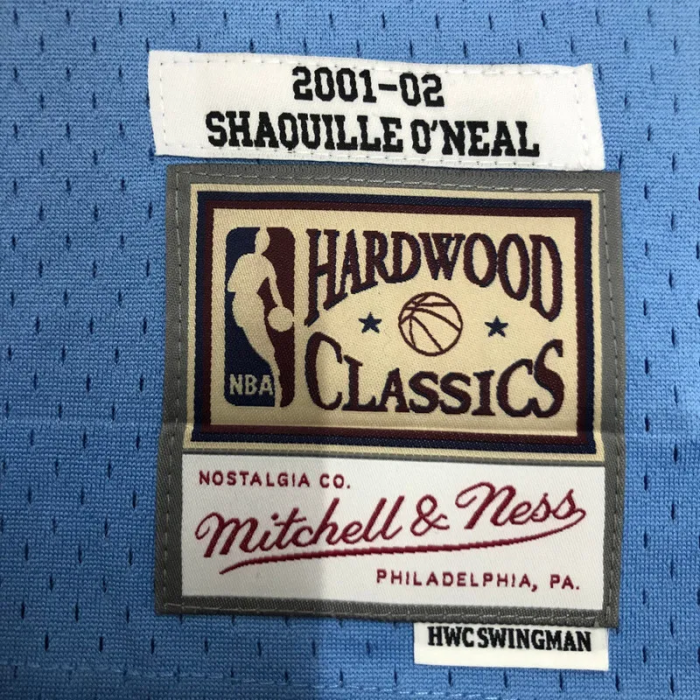 2001-02
SHAQUILLE O'NEAL
HARDWOOD
NBA
CLASSICS
NOSTALGIA CO.
Mitchell & Ness
PHILADELPHIA, PA.
HWC SWINGMAN